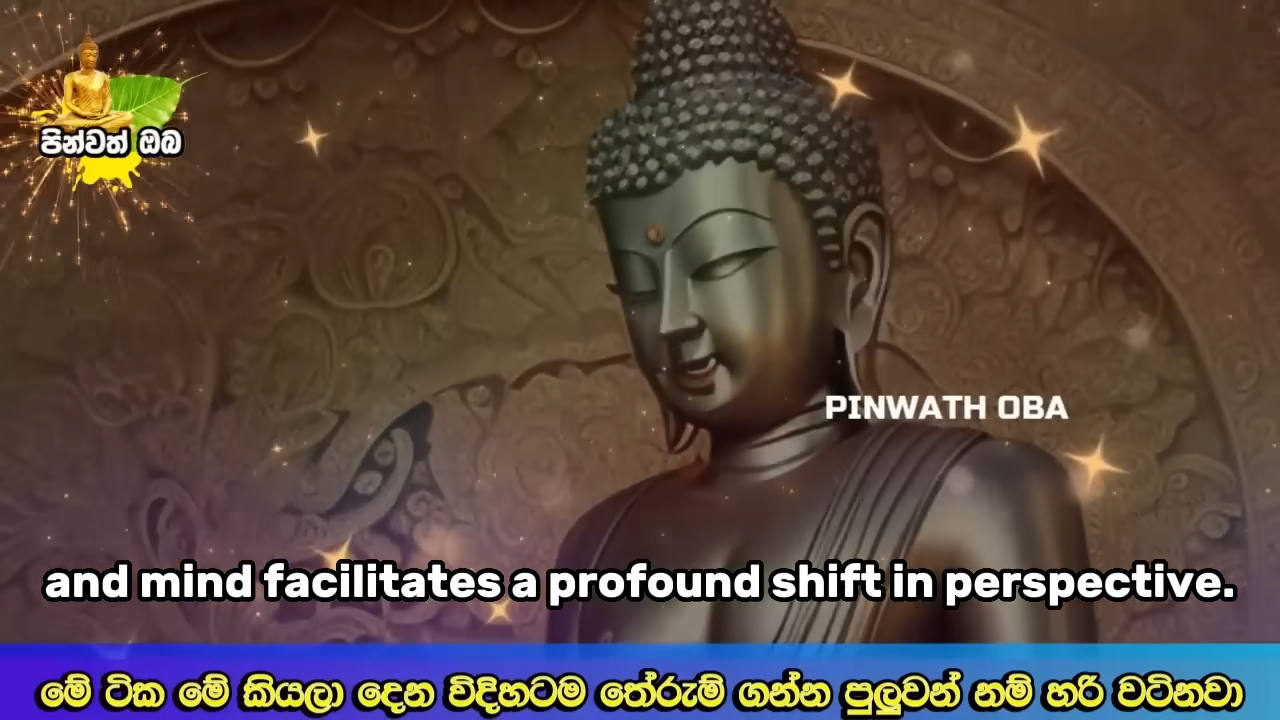 පින්වත් ඔබ
PINWATH OBA
and mind facilitates a profound shift in perspective.
මේ ටික මේ කියලා දෙන විදිහටම තේරුම් ගන්න පුලුවන් නම් හරි වටිනවා